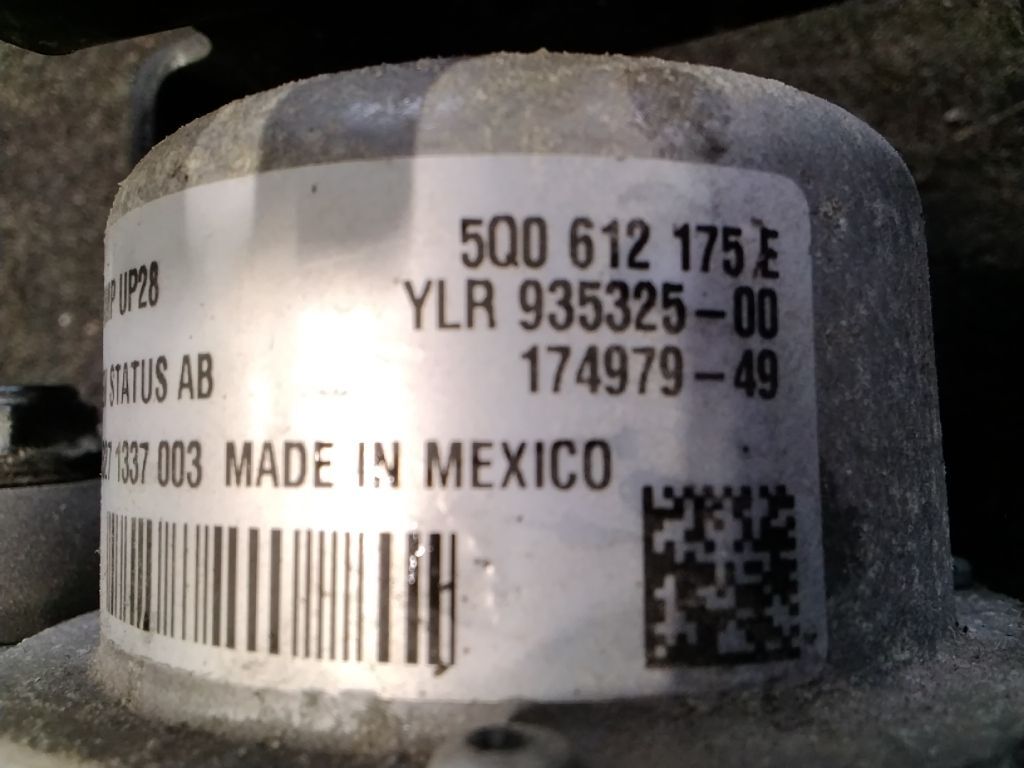 5Q0 612 175 E
UP28
YLR 935325-00
174979-49
STATUS AB
1337 003 MADE IN MEXICO